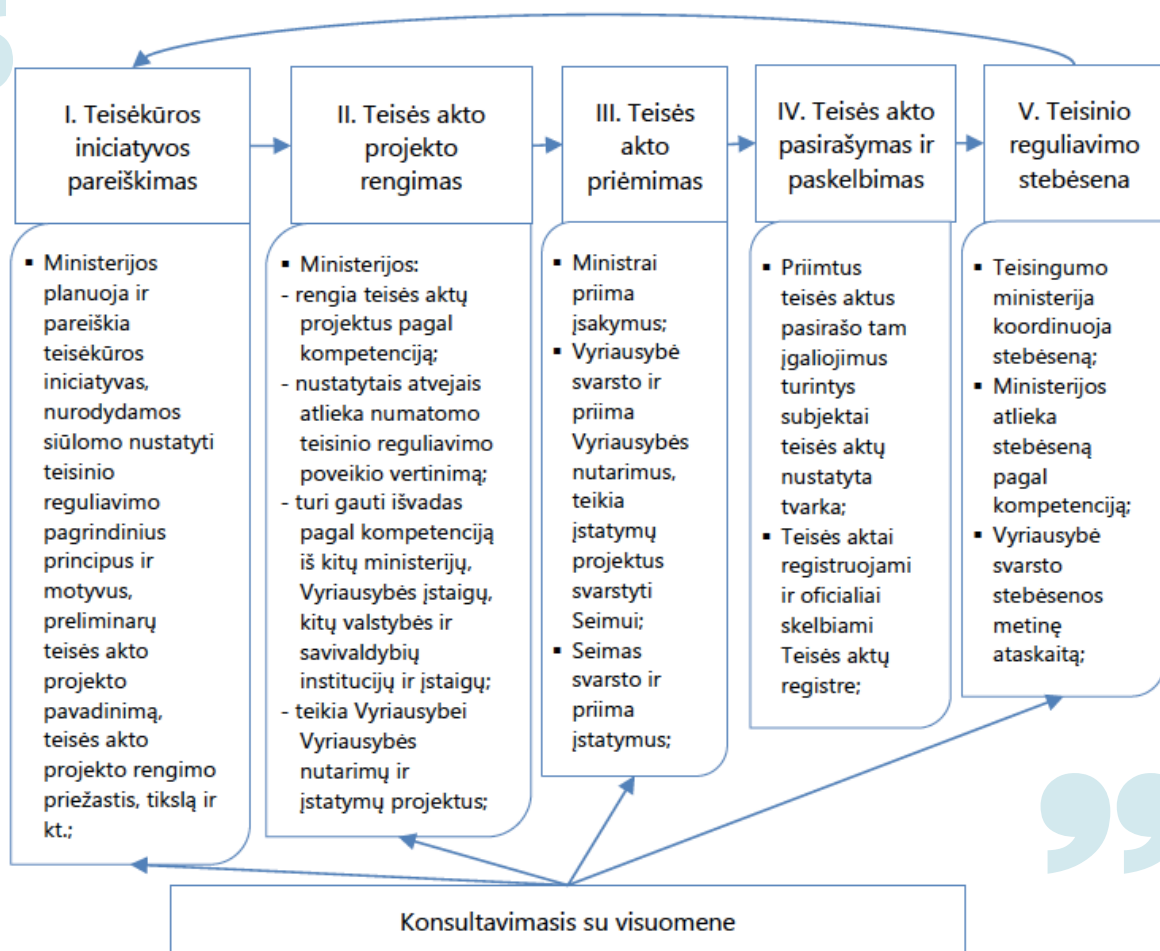 I. Teisėkūros
iniciatyvos
pareiškimas
II. Teisės akto
projekto
rengimas
III. Teisės
akto
priėmimas
IV. Teisės akto
pasirašymas ir
paskelbimas
V. Teisinio
reguliavimo
stebėsena
▪ Ministerijos
planuoja ir
pareiškia
teisėkūros
iniciatyvas,
nurodydamos
siūlomo nustatyti
teisinio
reguliavimo
pagrindinius
principus ir
motyvus,
preliminarų
teisės akto
projekto
pavadinimą,
teisės akto
projekto rengimo
priežastis, tikslą ir
kt.;
▪ Ministerijos:
- rengia teisės aktų
projektus pagal
kompetenciją;
- nustatytais atvejais
atlieka numatomo
teisinio reguliavimo
poveikio vertinimą;
- turi gauti išvadas
pagal kompetenciją
iš kitų ministerijų,
Vyriausybės įstaigų,
kitų valstybės ir
savivaldybių
institucijų ir įstaigų;
- teikia Vyriausybei
Vyriausybės
nutarimų ir
įstatymų projektus;
▪ Ministrai
priima
įsakymus;
▪ Vyriausybė
svarsto ir
priima
Vyriausybės
nutarimus,
teikia
įstatymų
projektus
svarstyti
Seimui;
▪ Seimas
svarsto ir
priima
įstatymus;
▪ Priimtus
teisės aktus
pasirašo tam
įgaliojimus
turintys
subjektai
teisės aktų
nustatyta
tvarka;
▪ Teisės aktai
registruojami
ir oficialiai
skelbiami
Teisės aktų
registre;
▪ Teisingumo
ministerija
koordinuoja
stebėseną;
▪ Ministerijos
atlieka
stebėseną
pagal
kompetenciją;
▪ Vyriausybė
svarsto
stebėsenos
metinę
ataskaitą;
Konsultavimasis su visuomene